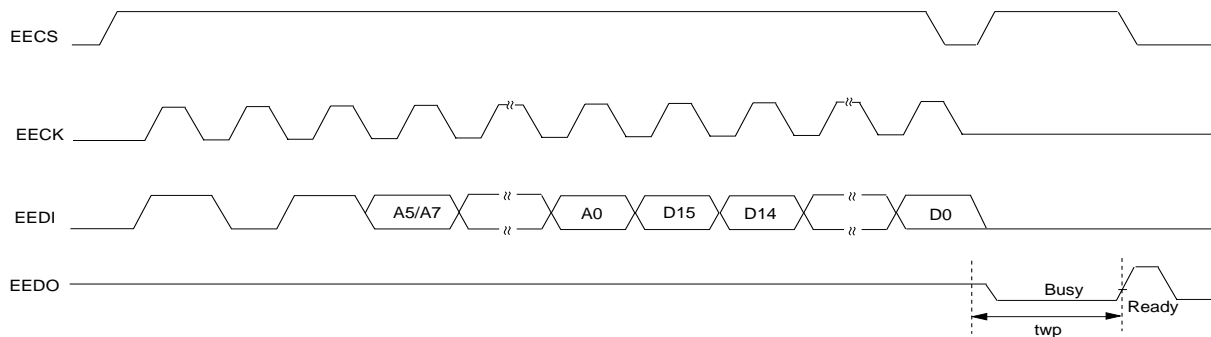 EECS
EECK
EEDI
A5/A7
A0
D15
D14
D0
EEDO
Busy
Ready
twp